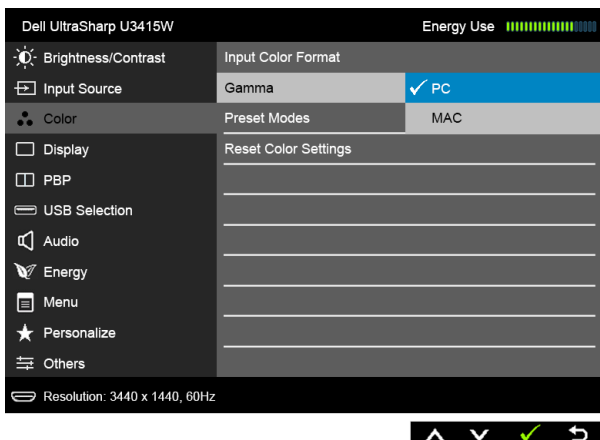 Dell UltraSharp U3415W Energy Use
Brightness/Contrast Input Color Format
Input Source Gamma PC
Color Preset Modes MAC
Display Reset Color Settings
PBP
USB Selection
Audio
Energy
Menu
Personalize
Others
Resolution: 3440 x 1440, 60Hz